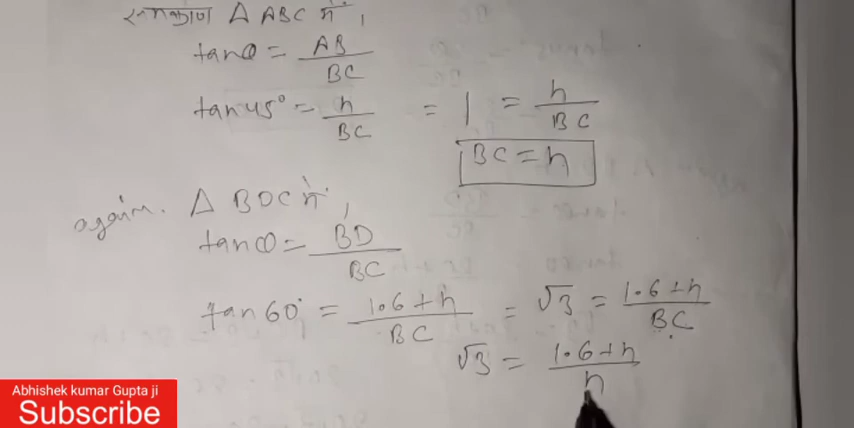 समकोण △ ABC में,
tanθ = AB/BC
tan45° = h/BC = 1 = h/BC
BC = h
again. △ BDC में,
tanθ = BD/BC
tan60° = 1.6+h/BC = √3 = 1.6+h/BC
√3 = 1.6+h/h
Abhishek kumar Gupta ji
Subscribe